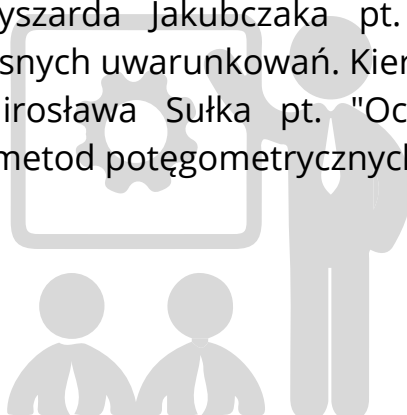 yszarda Jakubczaka pt.
snych uwarunkowań. Kier
irosława Sułka pt. "Oc
metod potęgometrycznych